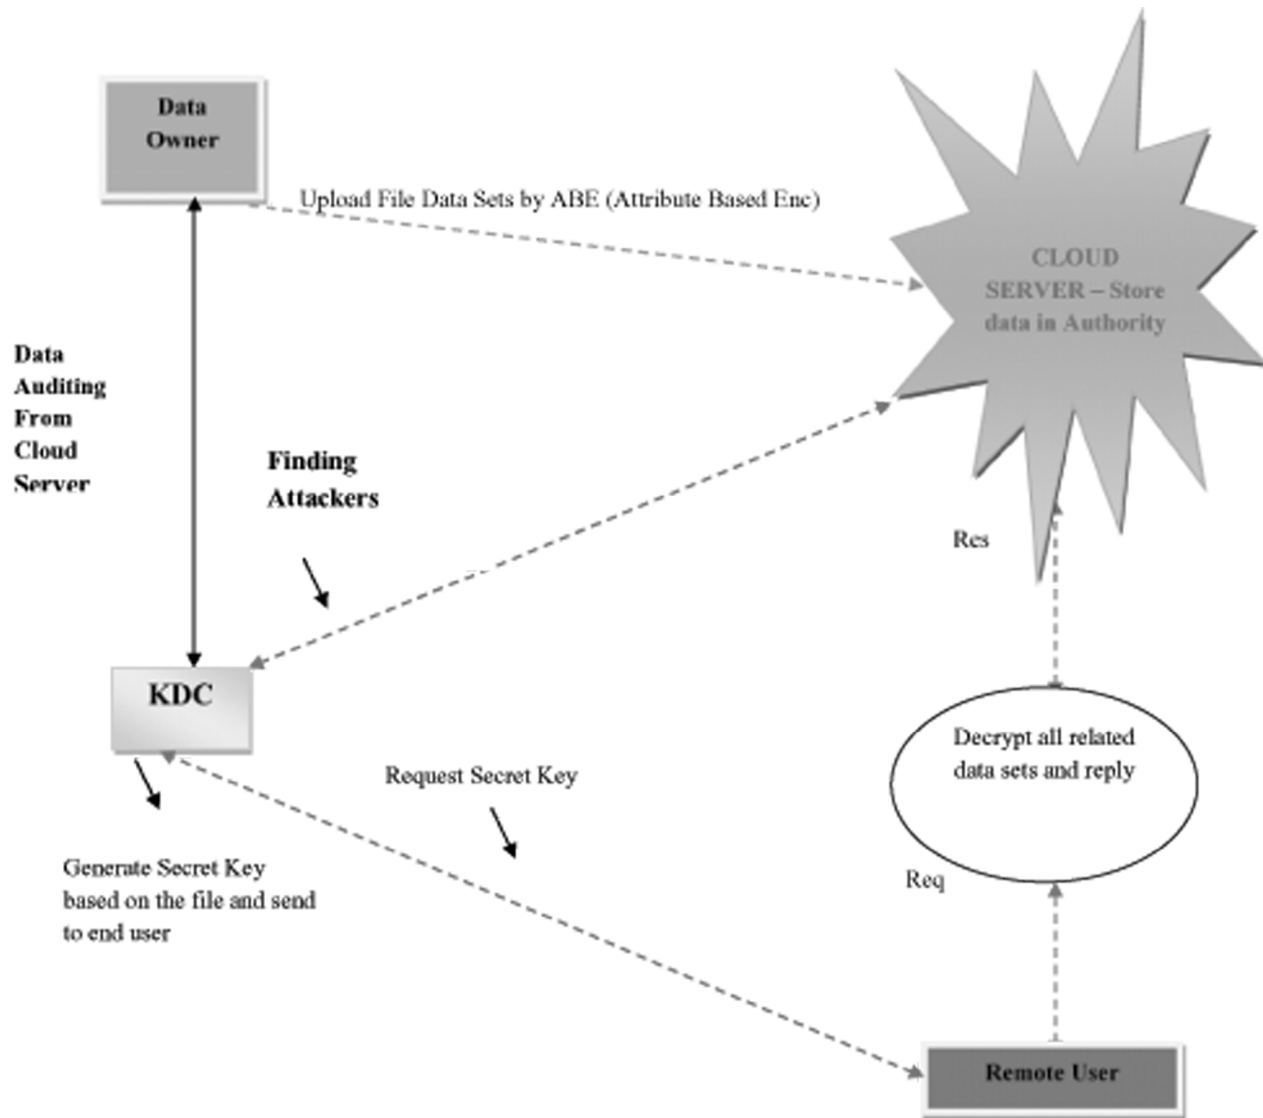 Data
Owner
Upload File Data Sets by ABE (Attribute Based Enc)
CLOUD
SERVER – Store
data in Authority
Data
Auditing
From
Cloud
Server
Finding
Attackers
Res
KDC
Decrypt all related
data sets and reply
Request Secret Key
Generate Secret Key
based on the file and send
to end user
Req
Remote User